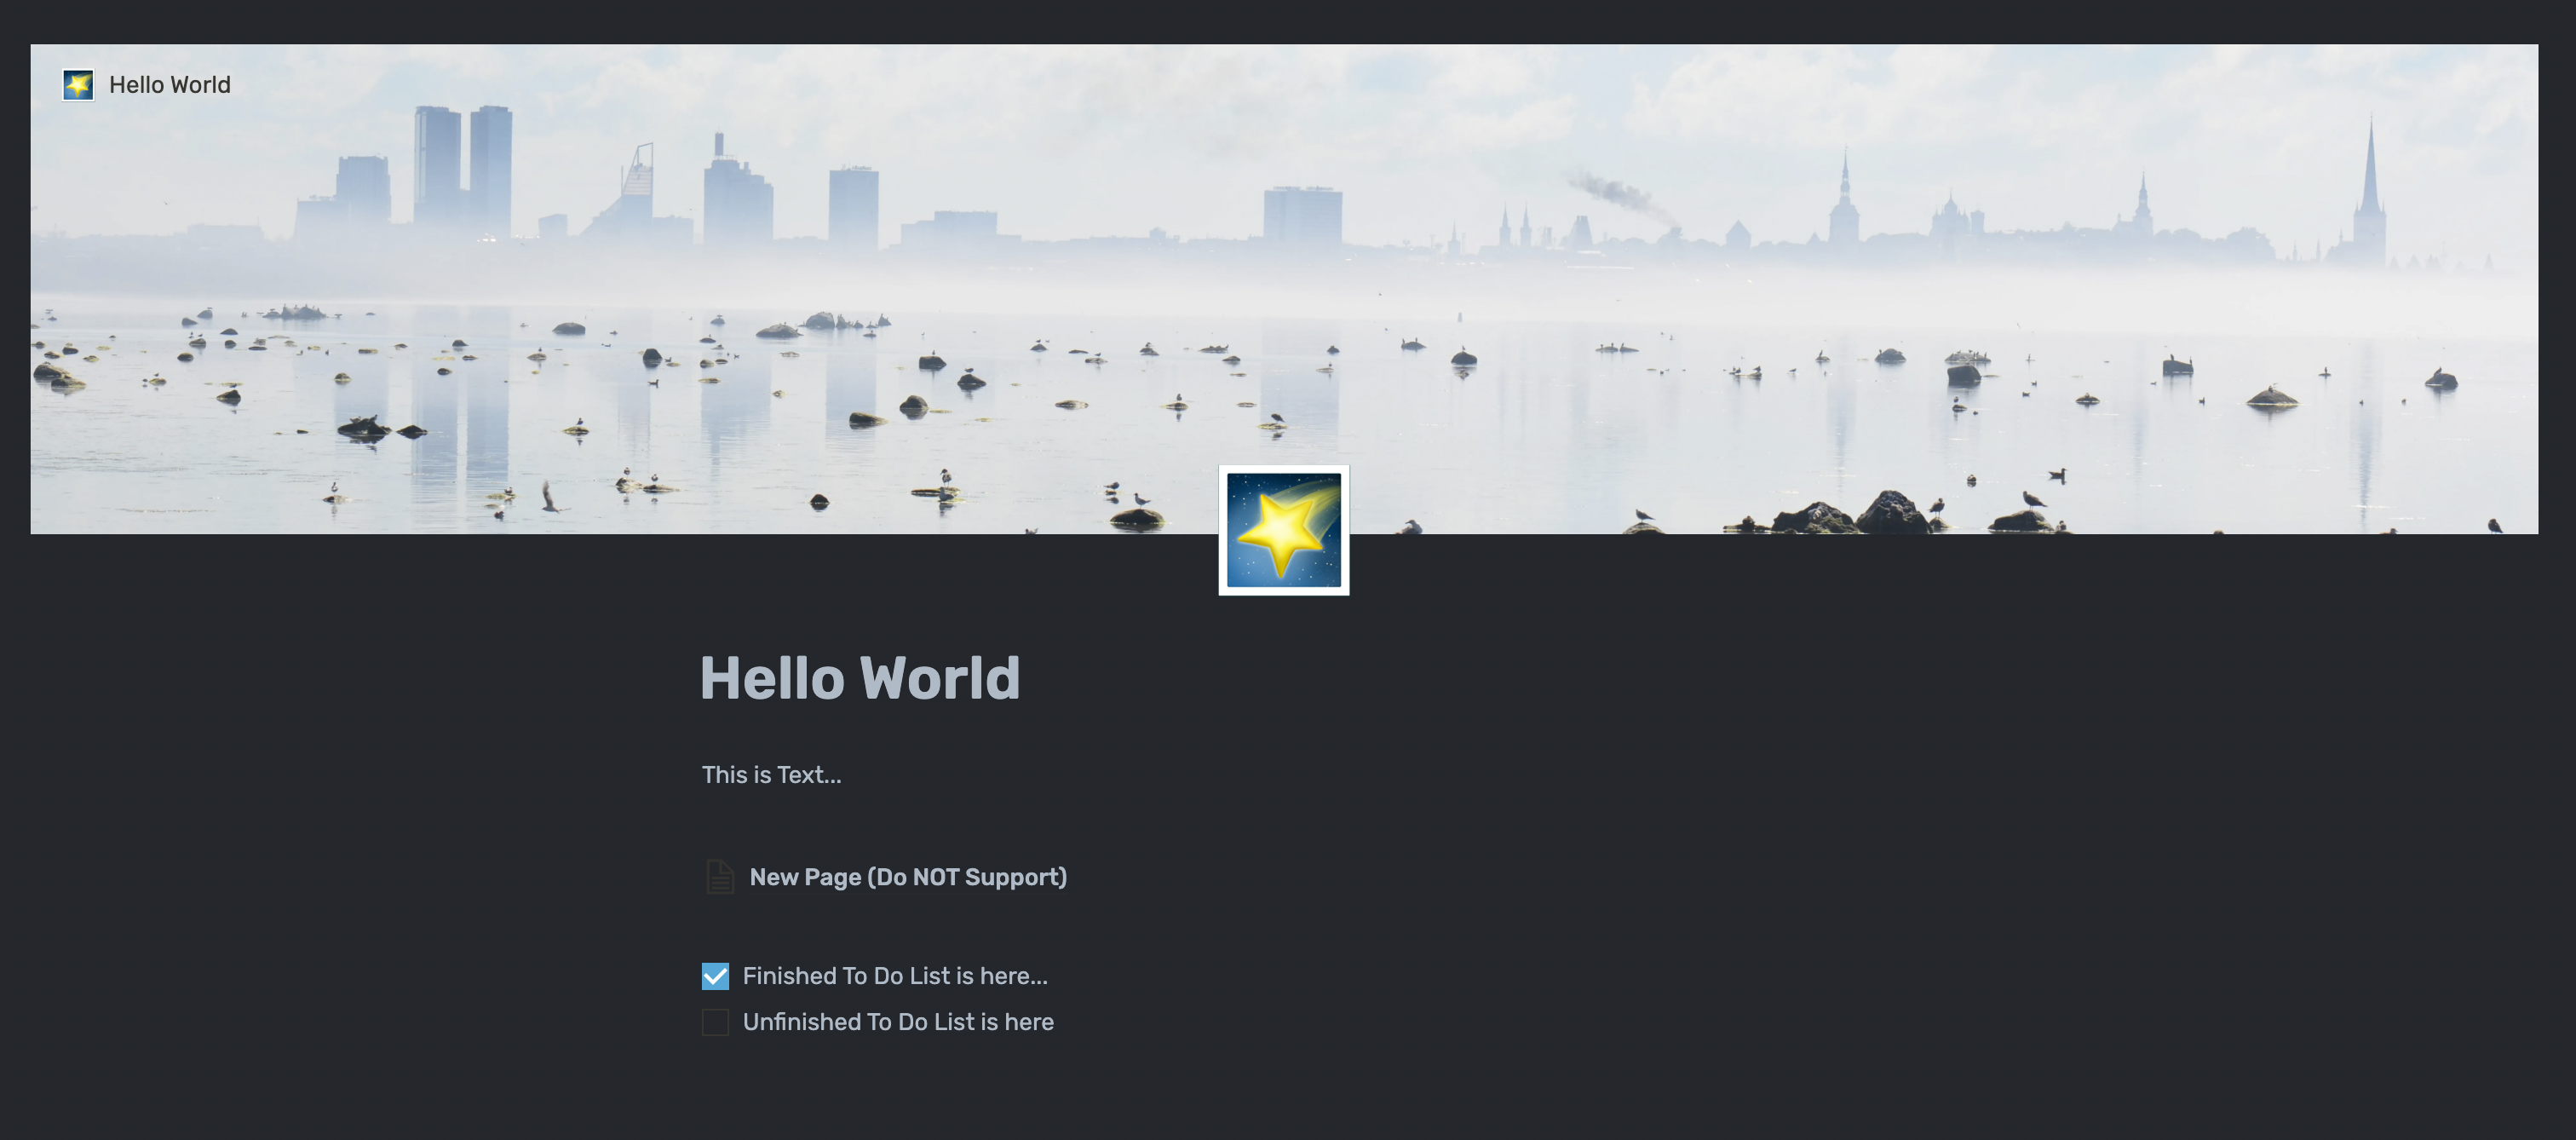 Hello World
Hello World
This is Text...
New Page (Do NOT Support)
Finished To Do List is here...
Unfinished To Do List is here